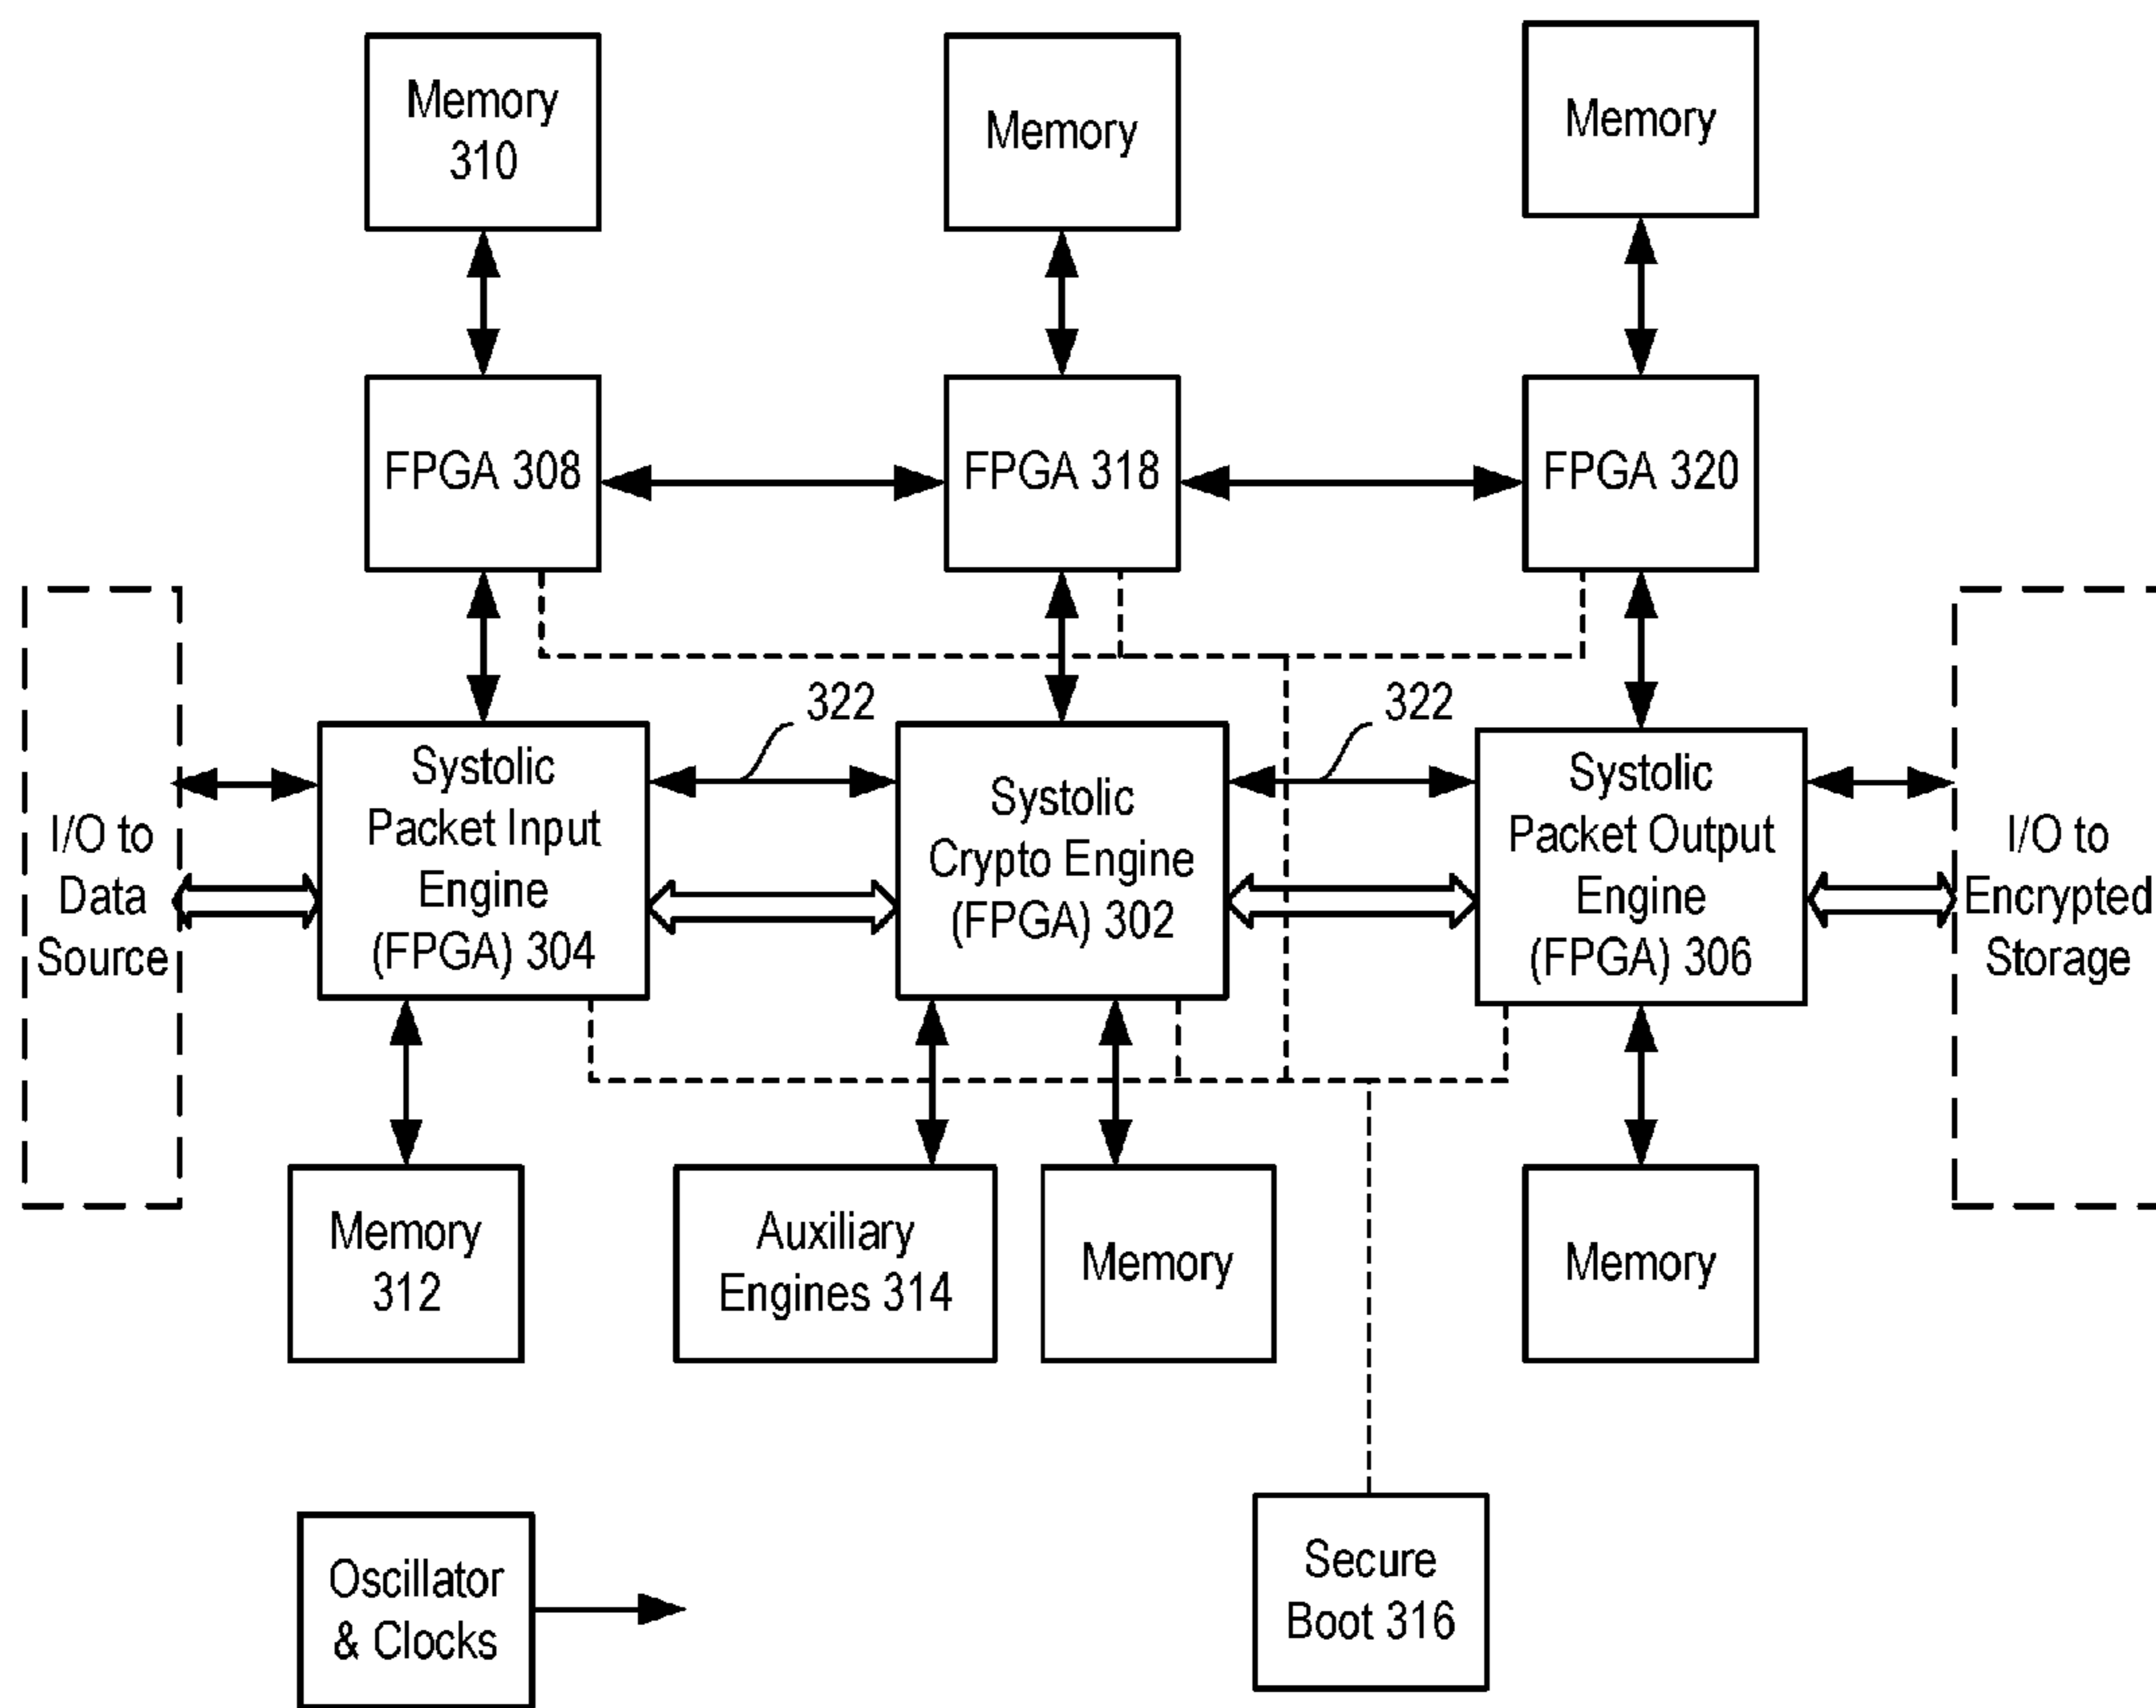 Memory
310
Memory
Memory
FPGA 308
FPGA 318
FPGA 320
322
322
I/O to
Data
Source
Systolic
Packet Input
Engine
(FPGA) 304
Systolic
Crypto Engine
(FPGA) 302
Systolic
Packet Output
Engine
(FPGA) 306
I/O to
Encrypted
Storage
Memory
312
Auxiliary
Engines 314
Memory
Memory
Oscillator
& Clocks
Secure
Boot 316